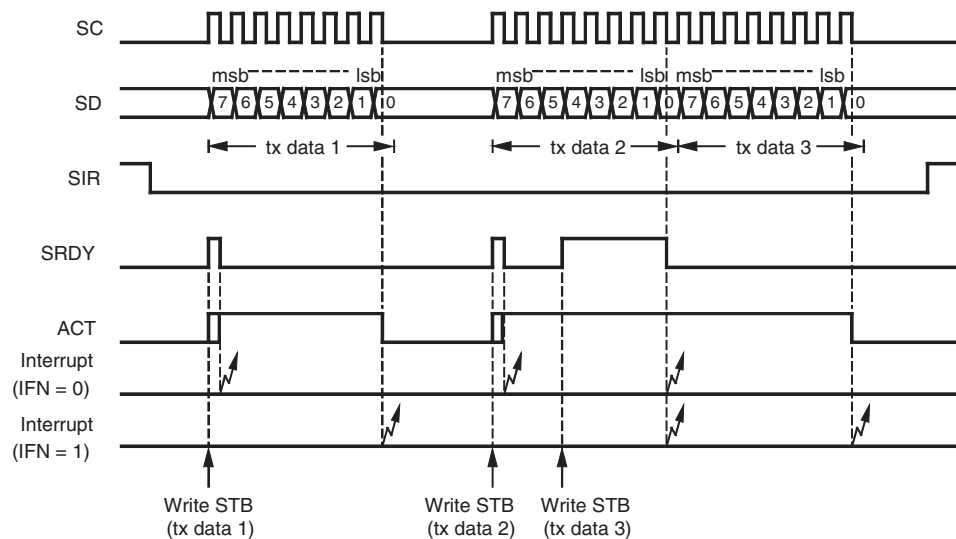 SC
msb lsb msb lsb
SD 7 6 5 4 3 2 1 0 7 6 5 4 3 2 1 0 7 6 5 4 3 2 1 0
tx data 1 tx data 2 tx data 3
SIR
SRDY
ACT
Interrupt
(IFN = 0)
Interrupt
(IFN = 1)
Write STB Write STB Write STB
(tx data 1) (tx data 2) (tx data 3)